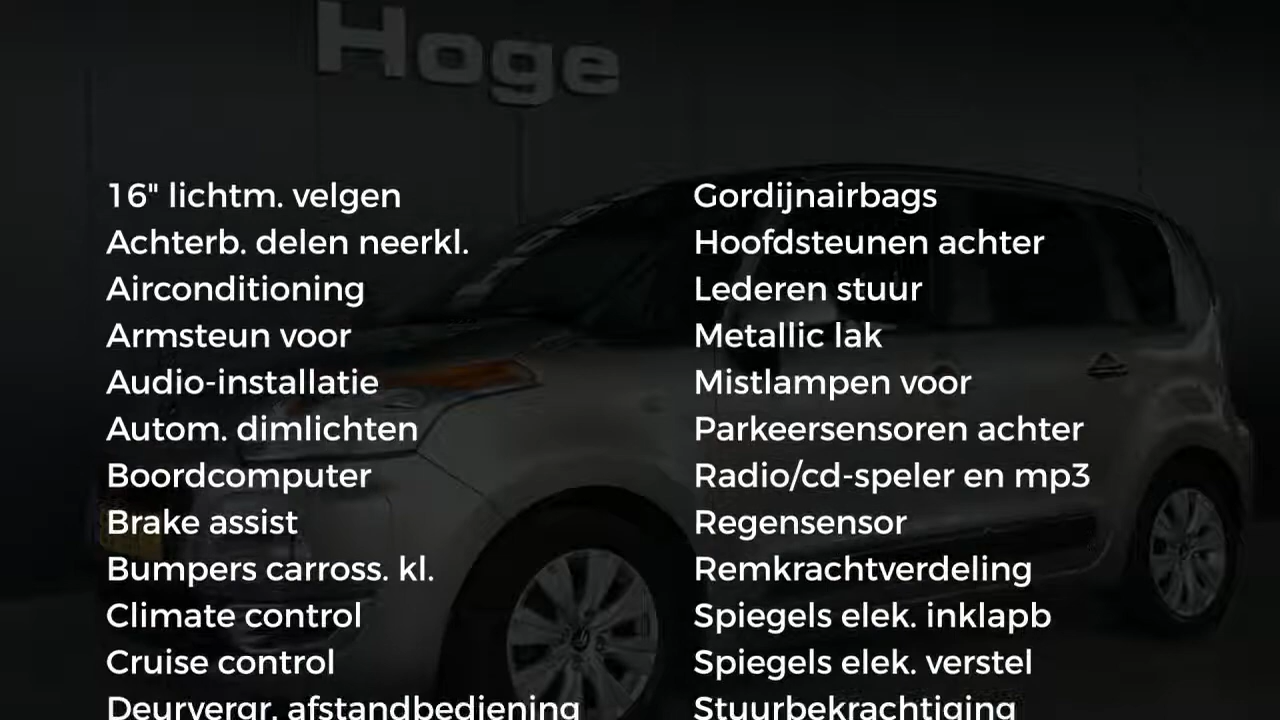 Hoge
16" lichtm. velgen
Achterb. delen neerkl.
Airconditioning
Armsteun voor
Audio-installatie
Autom. dimlichten
Boordcomputer
Brake assist
Bumpers carross. kl.
Climate control
Cruise control
Deurvergr. afstandbediening
Gordijnairbags
Hoofdsteunen achter
Lederen stuur
Metallic lak
Mistlampen voor
Parkeersensoren achter
Radio/cd-speler en mp3
Regensensor
Remkrachtverdeling
Spiegels elek. inklapb
Spiegels elek. verstel
Stuurbekrachtiging